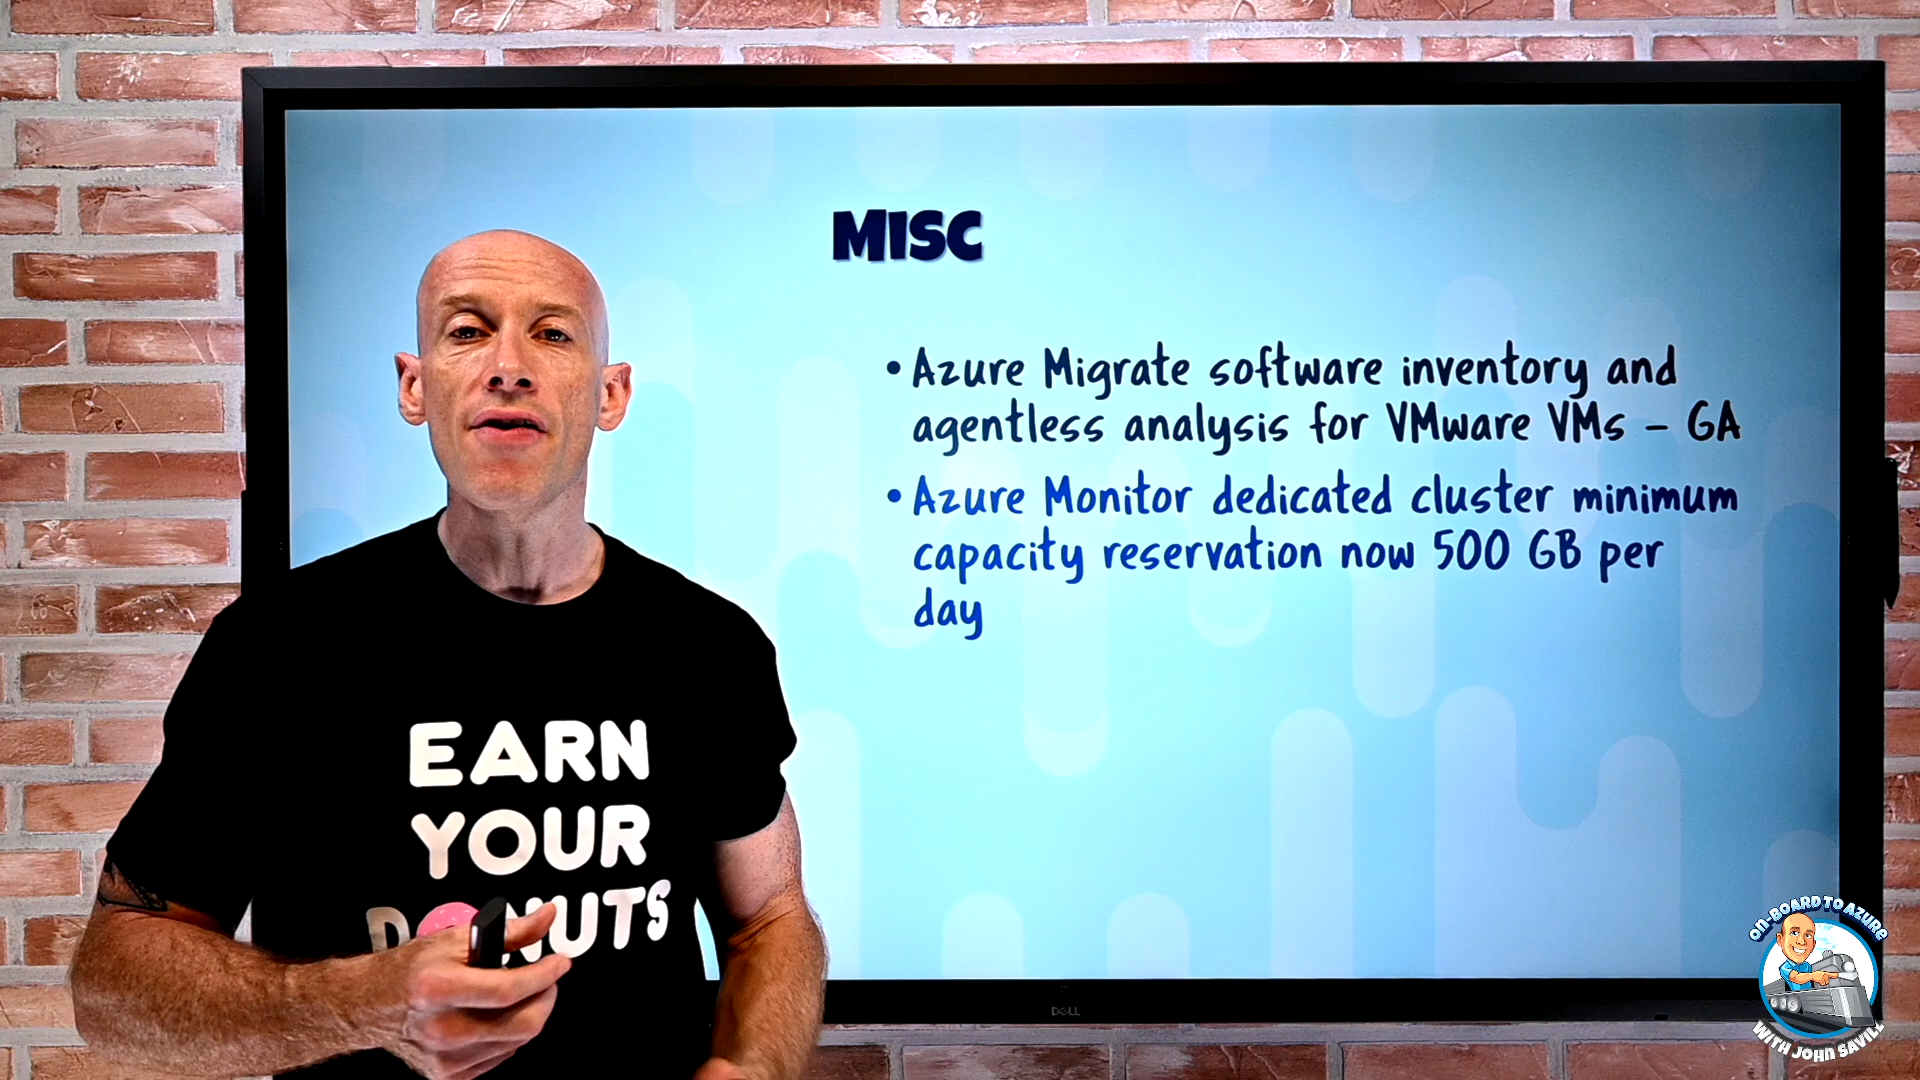 MISC
•Azure Migrate software inventory and
agentless analysis for VMware VMs – GA
•Azure Monitor dedicated cluster minimum
capacity reservation now 500 GB per
day
EARN
YOUR
DONUTS
DELL
ON-BOARD TO AZURE
WITH JOHN SAVILL